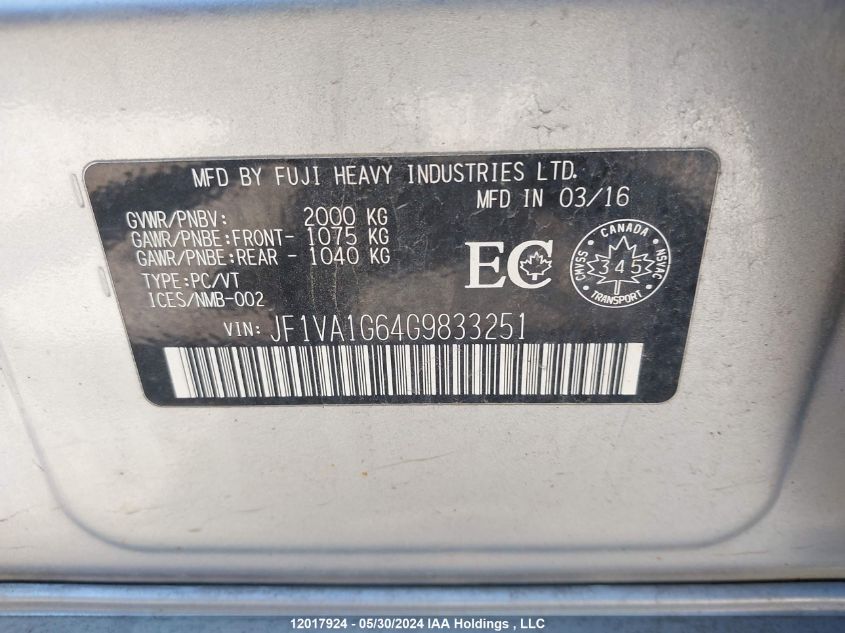 MFD BY FUJI HEAVY INDUSTRIES LTD.
MFD IN 03/16
GVWR/PNBV: 2000 KG
GAWR/PNBE:FRONT- 1075 KG
GAWR/PNBE:REAR - 1040 KG
TYPE:PC/VT
ICES/NMB-002
EC
CANADA
CMVSS 345 NSVAC
TRANSPORT
VIN: JF1VA1G64G9833251
12017924 - 05/30/2024 IAA Holdings , LLC